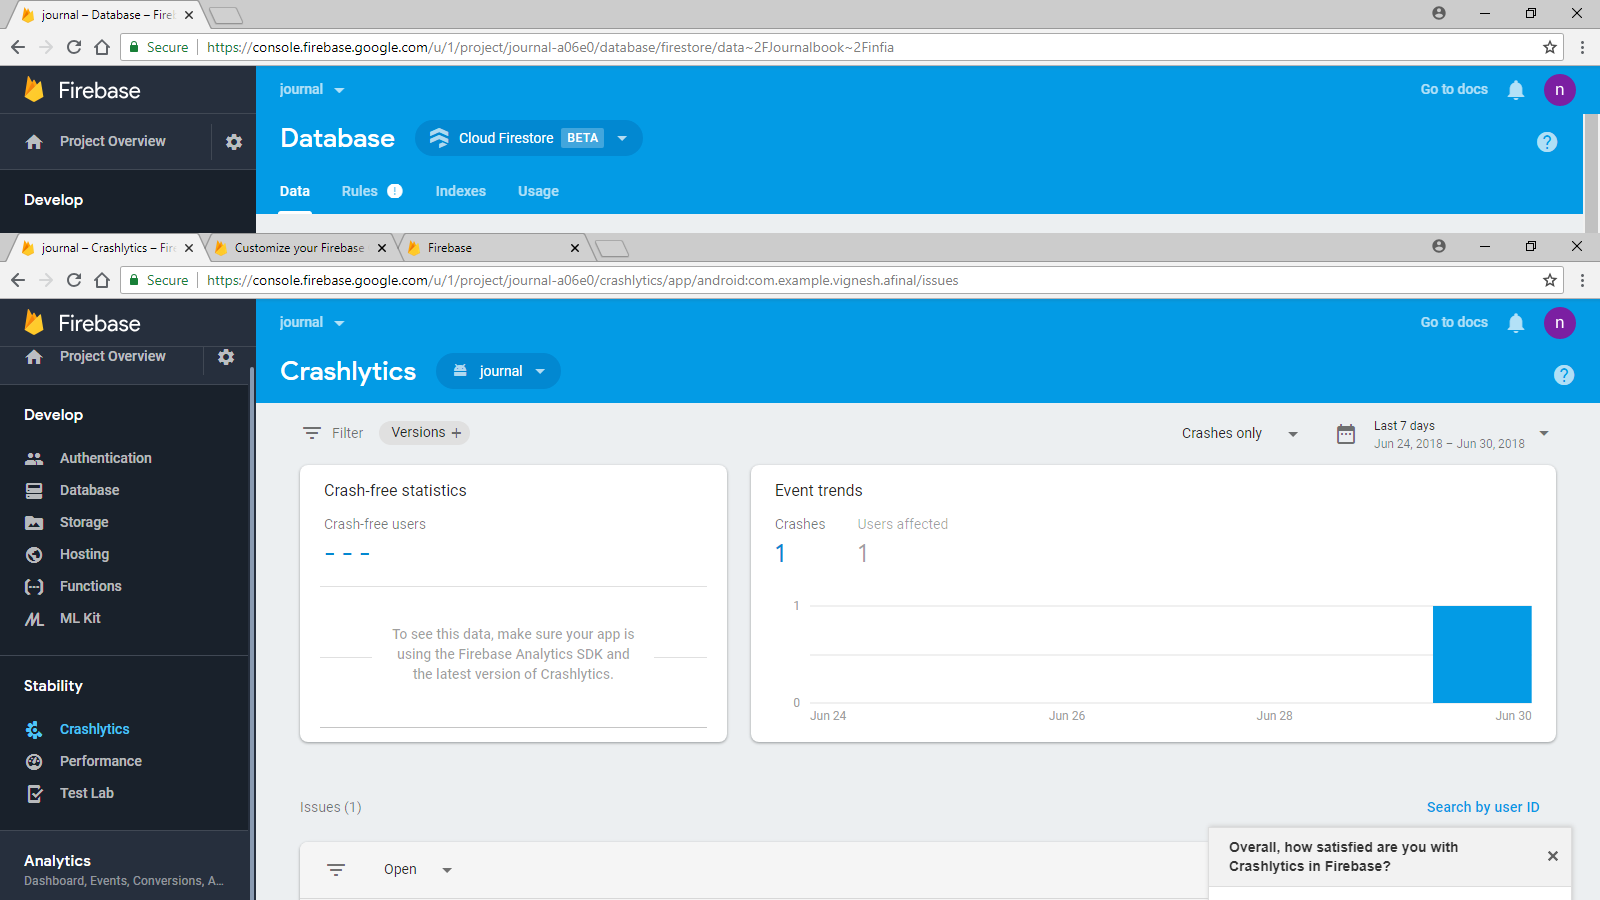 journal – Database – Fire
Secure https://console.firebase.google.com/u/1/project/journal-a06e0/database/firestore/data~2FJournalbook~2Finfia
Firebase
journal
Go to docs
n
Project Overview
Database
Cloud Firestore BETA
?
Develop
Data Rules ! Indexes Usage
journal – Crashlytics – Fir
Customize your Firebase
Firebase
Secure https://console.firebase.google.com/u/1/project/journal-a06e0/crashlytics/app/android:com.example.vignesh.afinal/issues
Firebase
journal
Go to docs
n
Project Overview
Crashlytics
journal
?
Develop
Authentication
Database
Storage
Hosting
Functions
ML Kit
Stability
Crashlytics
Performance
Test Lab
Analytics
Dashboard, Events, Conversions, A...
Filter
Versions +
Crashes only
Last 7 days
Jun 24, 2018 – Jun 30, 2018
Crash-free statistics
Crash-free users
---
To see this data, make sure your app is
using the Firebase Analytics SDK and
the latest version of Crashlytics.
Event trends
Crashes Users affected
1 1
1
0
Jun 24 Jun 26 Jun 28 Jun 30
Issues (1)
Search by user ID
Open
Overall, how satisfied are you with
Crashlytics in Firebase?